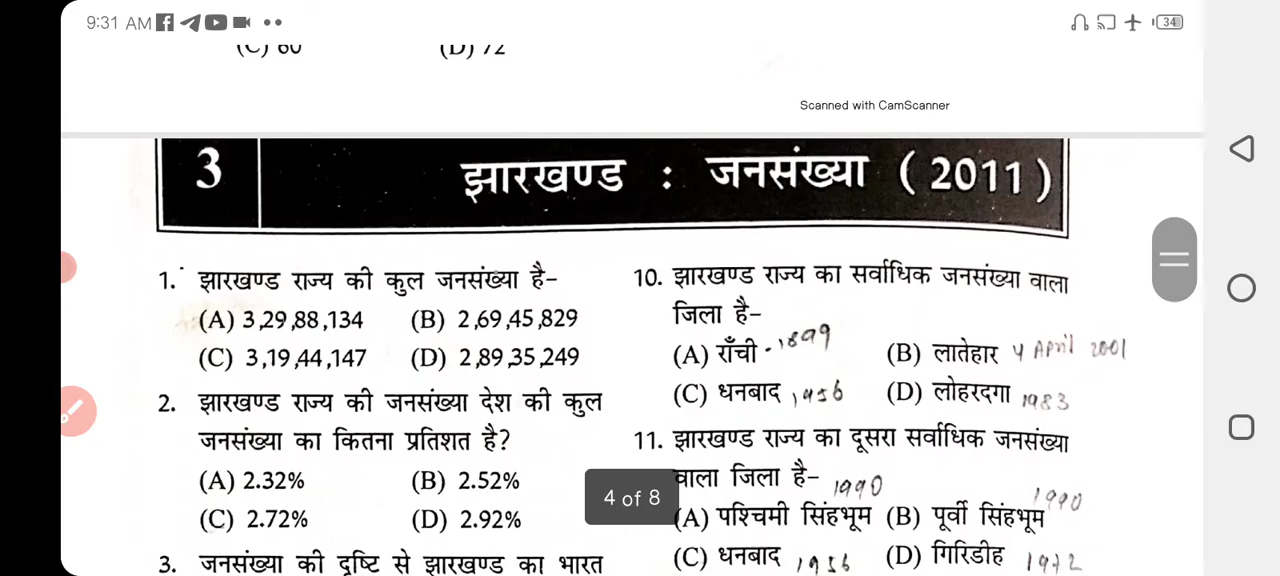 9:31 AM
34
(C) 60 (D) 72
Scanned with CamScanner
3 झारखण्ड : जनसंख्या ( 2011 )
1. झारखण्ड राज्य की कुल जनसंख्या है–
(A) 3,29,88,134 (B) 2,69,45,829
(C) 3,19,44,147 (D) 2,89,35,249
2. झारखण्ड राज्य की जनसंख्या देश की कुल
जनसंख्या का कितना प्रतिशत है?
(A) 2.32% (B) 2.52%
(C) 2.72% (D) 2.92%
3. जनसंख्या की दृष्टि से झारखण्ड का भारत
10. झारखण्ड राज्य का सर्वाधिक जनसंख्या वाला
जिला है–
(A) राँची - 1899 (B) लातेहार 4 April 2001
(C) धनबाद 1956 (D) लोहरदगा 1983
11. झारखण्ड राज्य का दूसरा सर्वाधिक जनसंख्या
वाला जिला है– 1990 1990
(A) पश्चिमी सिंहभूम (B) पूर्वी सिंहभूम
(C) धनबाद 1956 (D) गिरिडीह 1972
4 of 8